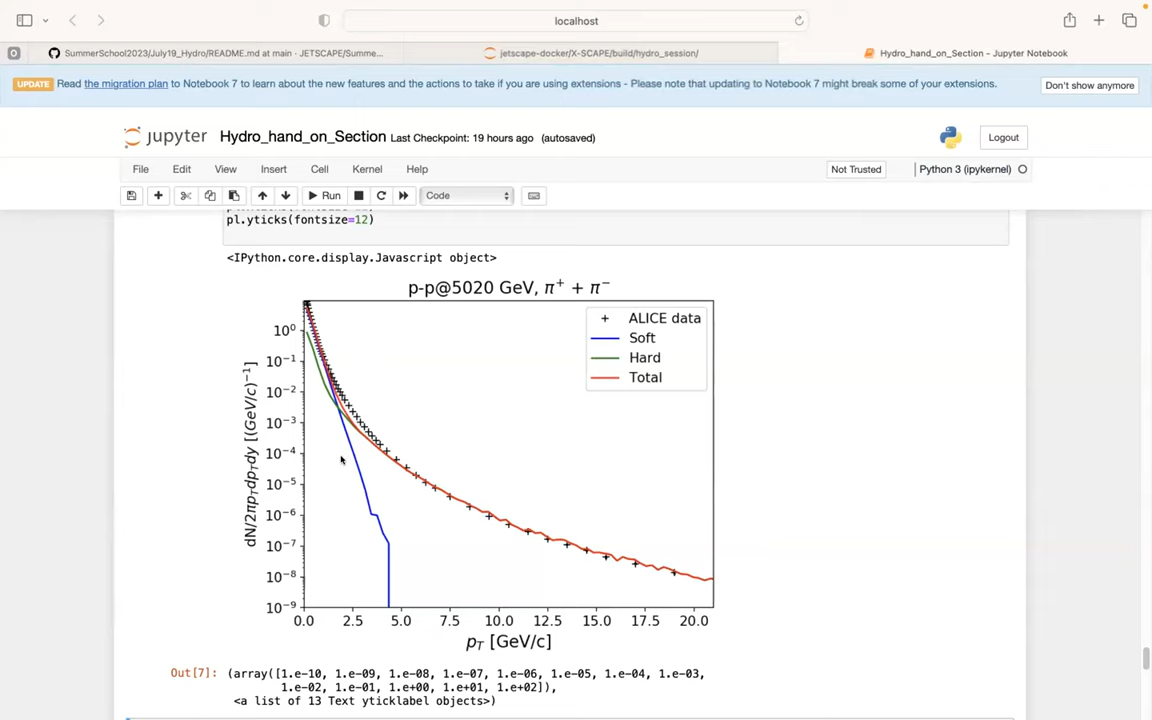 localhost
SummerSchool2023/July19_Hydro/README.md at main · JETSCAPE/Summe...
jetscape-docker/X-SCAPE/build/hydro_session/
Hydro_hand_on_Section - Jupyter Notebook
UPDATE Read the migration plan to Notebook 7 to learn about the new features and the actions to take if you are using extensions - Please note that updating to Notebook 7 might break some of your extensions.
Don't show anymore
jupyter Hydro_hand_on_Section Last Checkpoint: 19 hours ago (autosaved)
Logout
File Edit View Insert Cell Kernel Help
Not Trusted
Python 3 (ipykernel)
Run
Code
pl.yticks(fontsize=12)
<IPython.core.display.Javascript object>
p-p@5020 GeV, π⁺ + π⁻
ALICE data
Soft
Hard
Total
10⁰
10⁻¹
10⁻²
10⁻³
10⁻⁴
10⁻⁵
10⁻⁶
10⁻⁷
10⁻⁸
10⁻⁹
dN/2πp_Tdp_Tdy [(GeV/c)⁻¹]
0.0 2.5 5.0 7.5 10.0 12.5 15.0 17.5 20.0
p_T [GeV/c]
Out[7]: (array([1.e-10, 1.e-09, 1.e-08, 1.e-07, 1.e-06, 1.e-05, 1.e-04, 1.e-03,
1.e-02, 1.e-01, 1.e+00, 1.e+01, 1.e+02]),
<a list of 13 Text yticklabel objects>)